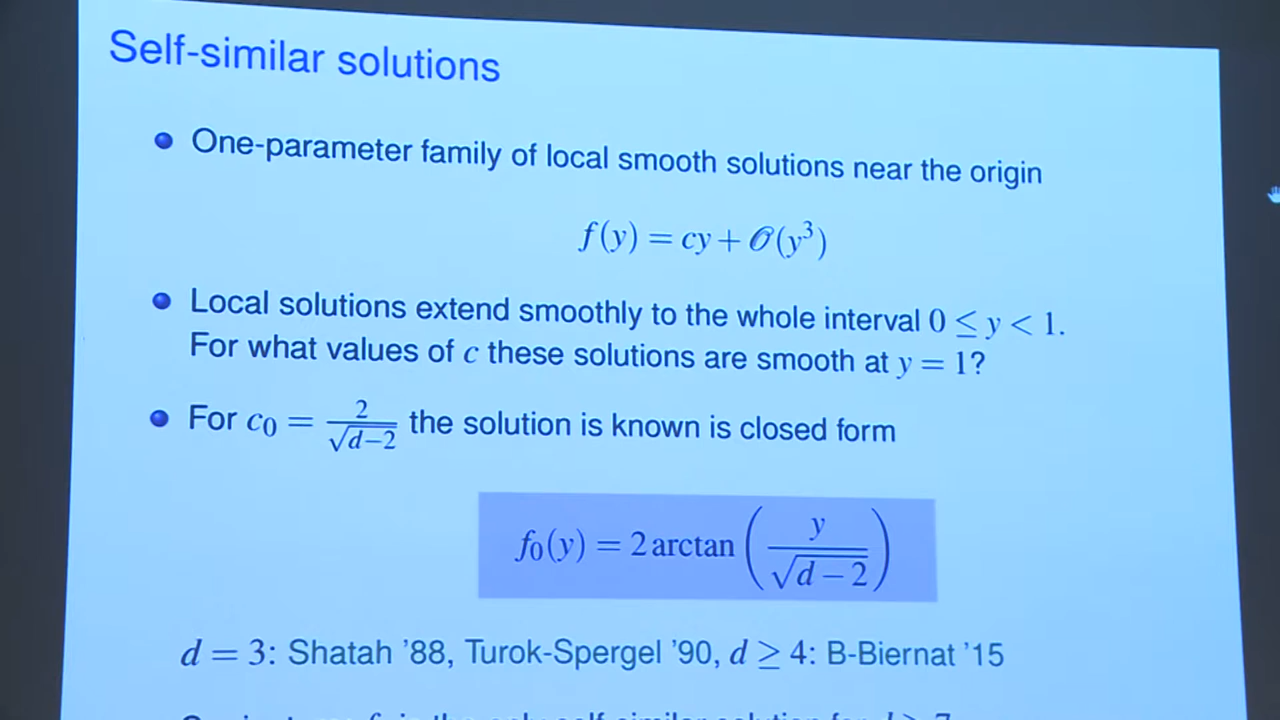 Self-similar solutions
One-parameter family of local smooth solutions near the origin
f(y) = cy + 𝒪(y³)
Local solutions extend smoothly to the whole interval 0 ≤ y < 1.
For what values of c these solutions are smooth at y = 1?
For c₀ = 2/√(d−2) the solution is known is closed form
f₀(y) = 2 arctan (y/√(d−2))
d = 3: Shatah '88, Turok-Spergel '90, d ≥ 4: B-Biernat '15